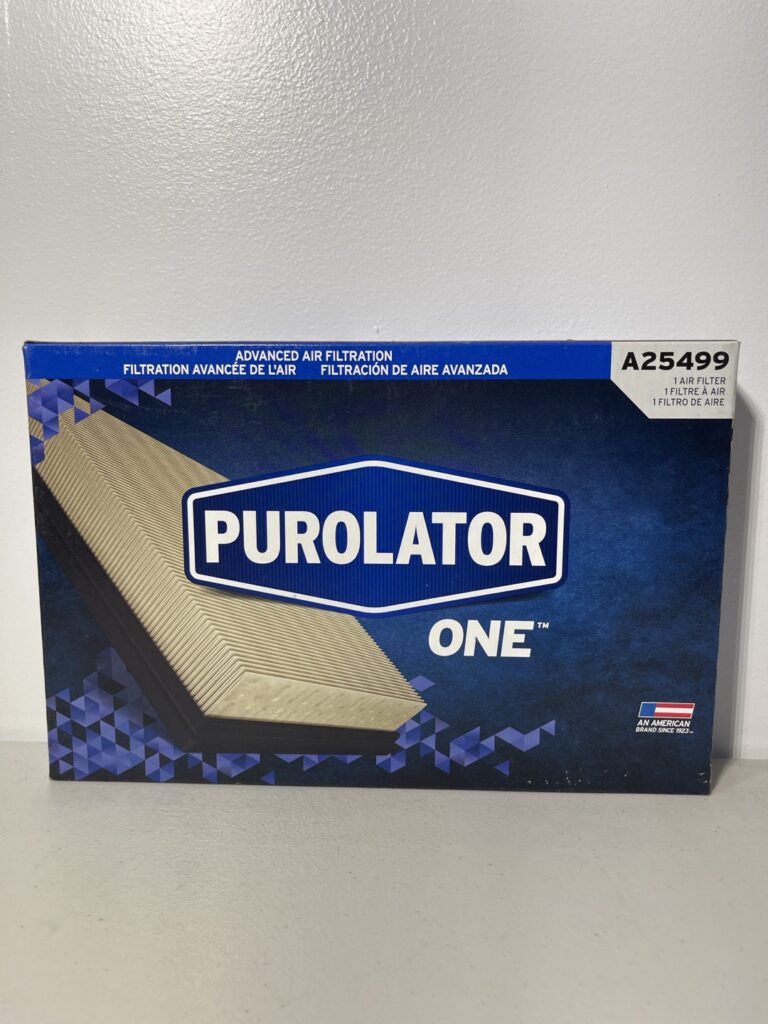 ADVANCED AIR FILTRATION
FILTRATION AVANCÉE DE L'AIR FILTRACIÓN DE AIRE AVANZADA
A25499
1 AIR FILTER
1 FILTRE À AIR
1 FILTRO DE AIRE
PUROLATOR
ONE™
AN AMERICAN
BRAND SINCE 1923™